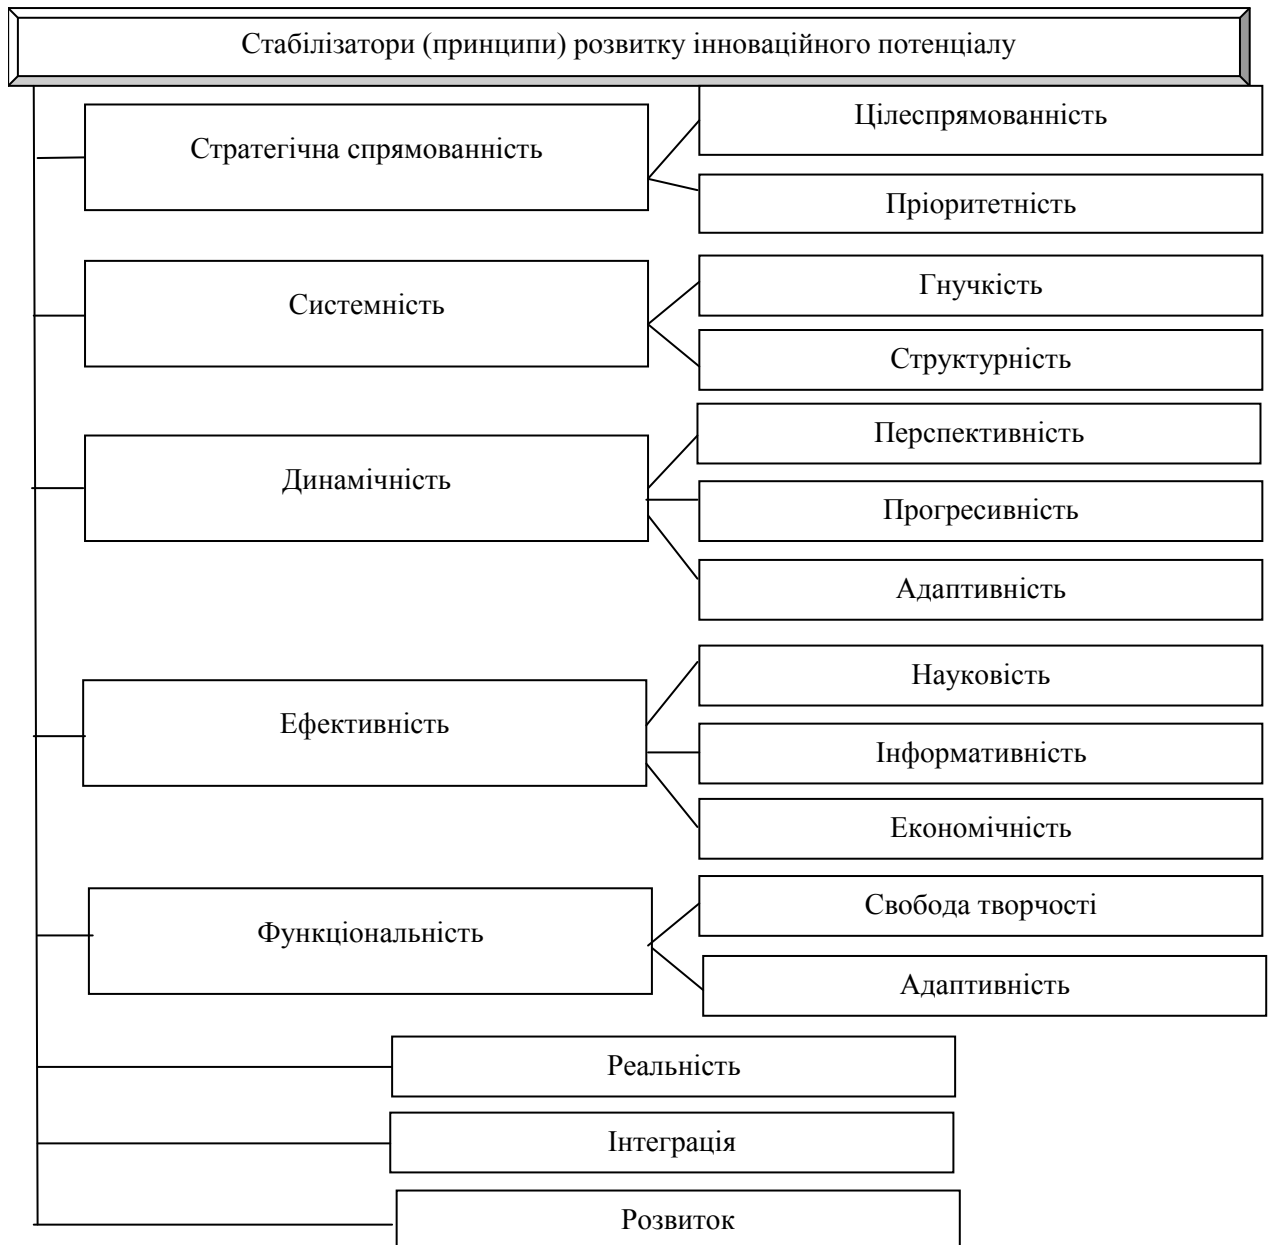 Стабілізатори (принципи) розвитку інноваційного потенціалу
Стратегічна спрямованність
Цілеспрямованність
Пріоритетність
Системність
Гнучкість
Структурність
Динамічність
Перспективність
Прогресивність
Адаптивність
Ефективність
Науковість
Інформативність
Економічність
Функціональність
Свобода творчості
Адаптивність
Реальність
Інтеграція
Розвиток